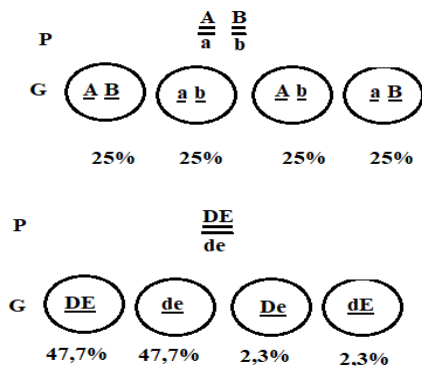 A B
P
a b
G A B a b A b a B
25% 25% 25% 25%
DE
P
de
G DE de De dE
47,7% 47,7% 2,3% 2,3%